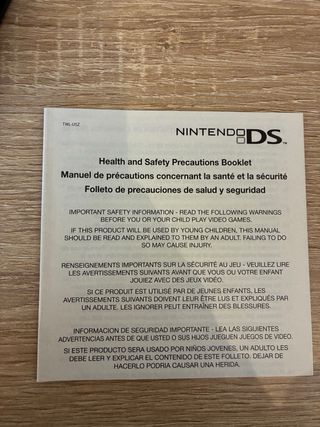 TWL-USZ
NINTENDO DS™
Health and Safety Precautions Booklet
Manuel de précautions concernant la santé et la sécurité
Folleto de precauciones de salud y seguridad
IMPORTANT SAFETY INFORMATION - READ THE FOLLOWING WARNINGS
BEFORE YOU OR YOUR CHILD PLAY VIDEO GAMES.
IF THIS PRODUCT WILL BE USED BY YOUNG CHILDREN, THIS MANUAL
SHOULD BE READ AND EXPLAINED TO THEM BY AN ADULT. FAILING TO DO
SO MAY CAUSE INJURY.
RENSEIGNEMENTS IMPORTANTS SUR LA SÉCURITÉ AU JEU - VEUILLEZ LIRE
LES AVERTISSEMENTS SUIVANTS AVANT QUE VOUS OU VOTRE ENFANT
JOUIEZ AVEC DES JEUX VIDÉO.
SI CE PRODUIT EST UTILISÉ PAR DE JEUNES ENFANTS, LES
AVERTISSEMENTS SUIVANTS DOIVENT LEUR ÊTRE LUS ET EXPLIQUÉS PAR
UN ADULTE. LES IGNORER PEUT ENTRAÎNER DES BLESSURES.
INFORMACION DE SEGURIDAD IMPORTANTE - LEA LAS SIGUIENTES
ADVERTENCIAS ANTES DE QUE USTED O SUS HIJOS JUEGUEN JUEGOS DE VIDEO.
SI ESTE PRODUCTO SERA USADO POR NIÑOS JOVENES, UN ADULTO LES
DEBE LEER Y EXPLICAR EL CONTENIDO DE ESTE FOLLETO. DEJAR DE
HACERLO PODRIA CAUSAR UNA HERIDA.